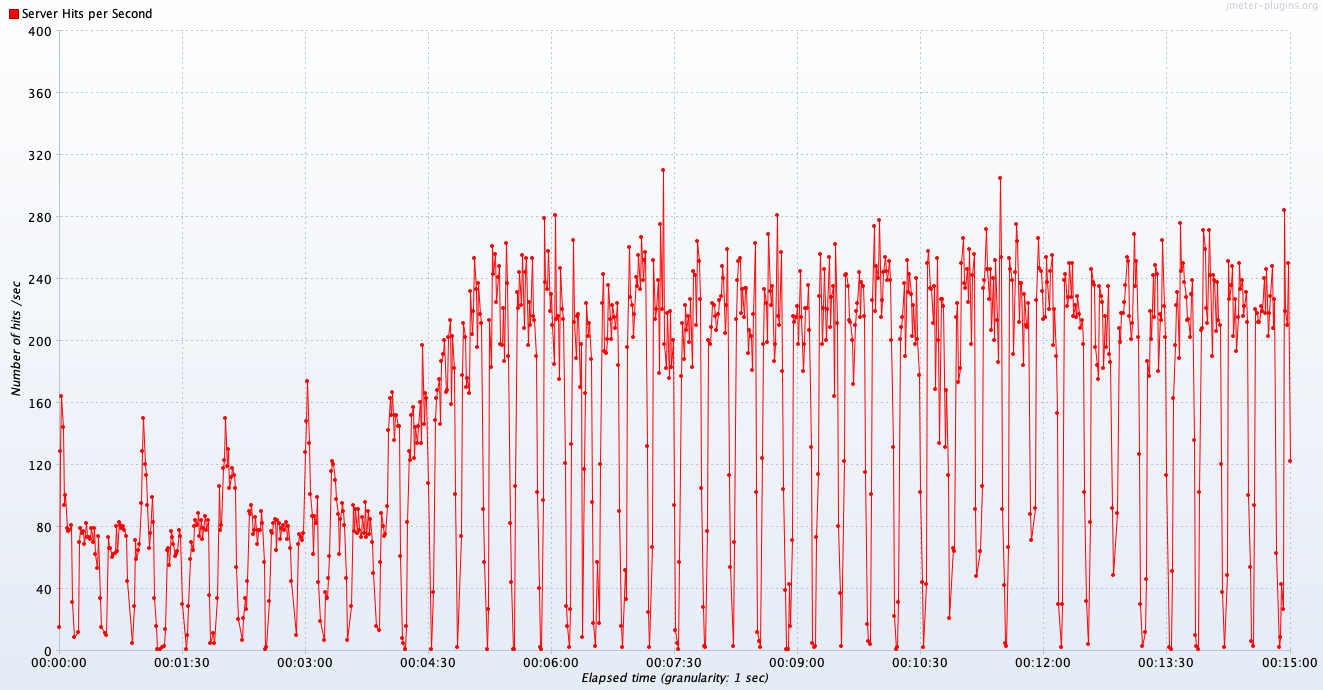 jmeter-plugins.org
Server Hits per Second
400
360
320
280
240
200
160
120
80
40
0
Number of hits /sec
00:00:00 00:01:30 00:03:00 00:04:30 00:06:00 00:07:30 00:09:00 00:10:30 00:12:00 00:13:30 00:15:00
Elapsed time (granularity: 1 sec)